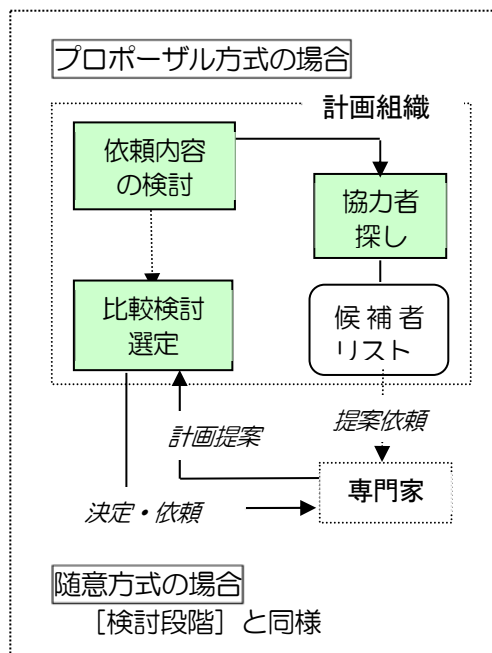 プロポーザル方式の場合
計画組織
依頼内容
の検討
協力者
探し
比較検討
選定
候補者
リスト
計画提案
提案依頼
専門家
決定・依頼
随意方式の場合
［検討段階］と同様